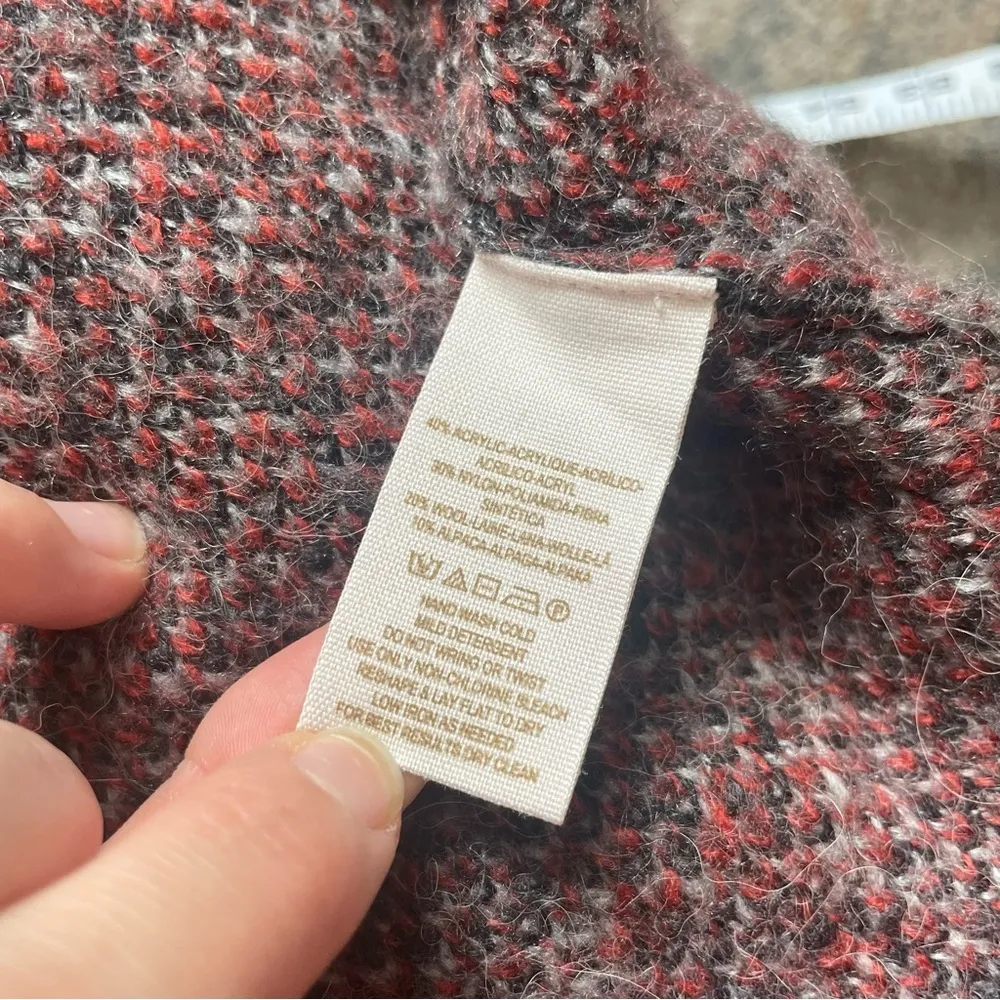 40% ACRYLIC-ACRYLIQUE-ACRILICO-
ACRILICO-ACRYL
30% NYLON-POLIAMIDA-FIBRA
SINTETICA
20% WOOL-LAINE-LANA-WOLLE-LÃ
10% ALPACA-ALPAGA-ALPAKA
HAND WASH COLD
MILD DETERGENT
DO NOT WRING OR TWIST
USE ONLY NON-CHLORINE BLEACH
RESHAPE & LAY FLAT TO DRY
LOW IRON AS NEEDED
FOR BEST RESULTS DRY CLEAN